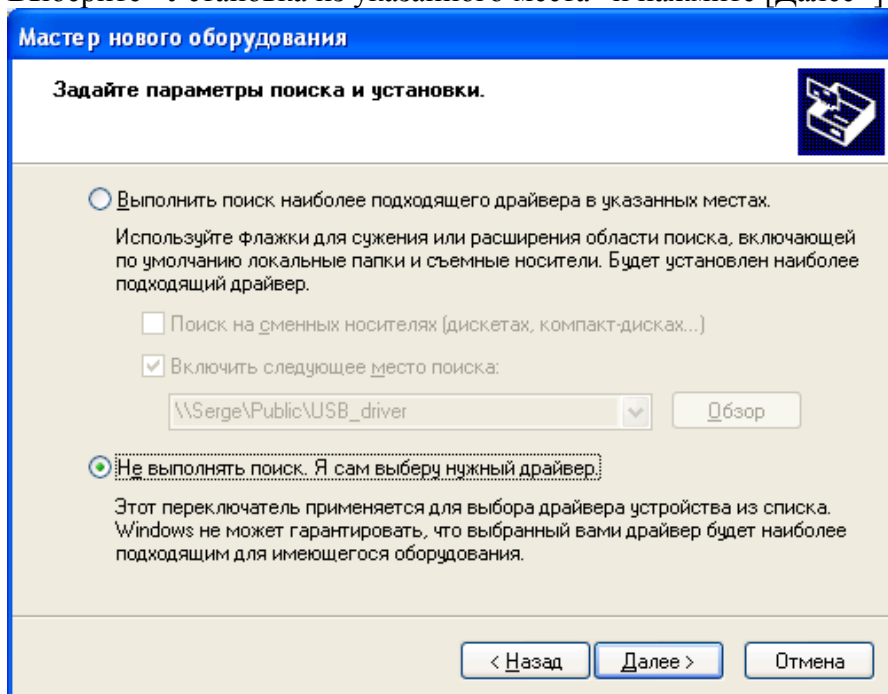 становка из указанного места и нажмите [Далее
Мастер нового оборудования
Задайте параметры поиска и установки.
Выполнить поиск наиболее подходящего драйвера в указанных местах.
Используйте флажки для сужения или расширения области поиска, включающей
по умолчанию локальные папки и съемные носители. Будет установлен наиболее
подходящий драйвер.
Поиск на сменных носителях (дискетах, компакт-дисках...)
Включить следующее место поиска:
\\Serge\Public\USB_driver
Обзор
Не выполнять поиск. Я сам выберу нужный драйвер.
Этот переключатель применяется для выбора драйвера устройства из списка.
Windows не может гарантировать, что выбранный вами драйвер будет наиболее
подходящим для имеющегося оборудования.
< Назад
Далее >
Отмена